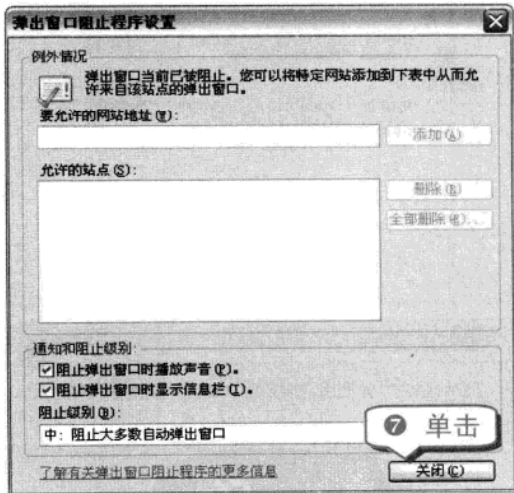 弹出窗口阻止程序设置
例外情况
弹出窗口当前已被阻止。您可以将特定网站添加到下表中从而允
许来自该站点的弹出窗口。
要允许的网站地址(W):
添加(A)
允许的站点(S):
删除(R)
全部删除(E)...
通知和阻止级别:
阻止弹出窗口时播放声音(P)。
阻止弹出窗口时显示信息栏(I)。
阻止级别(B):
中: 阻止大多数自动弹出窗口
❼ 单击
了解有关弹出窗口阻止程序的更多信息
关闭(C)